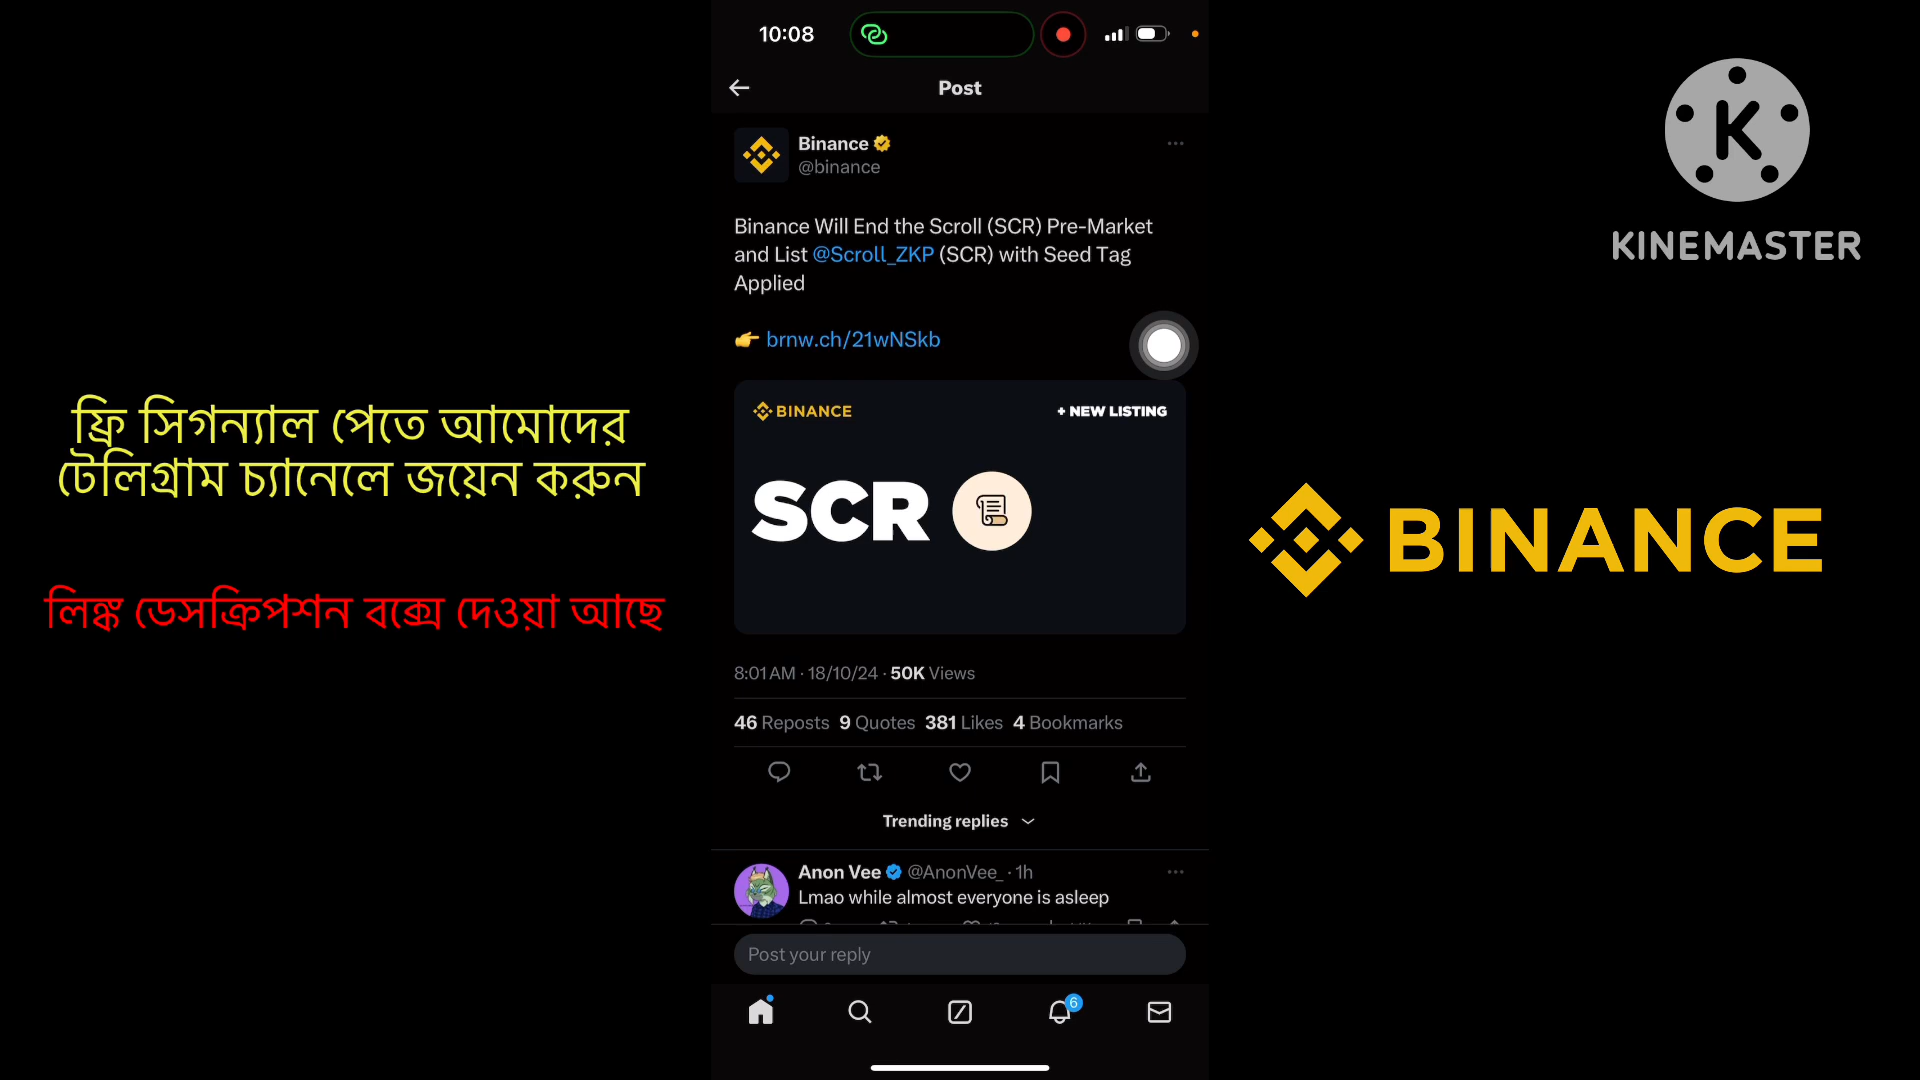 10:08
Post
Binance
@binance
Binance Will End the Scroll (SCR) Pre-Market
and List @Scroll_ZKP (SCR) with Seed Tag
Applied
👉 brnw.ch/21wNSkb
BINANCE
+ NEW LISTING
SCR
8:01 AM · 18/10/24 · 50K Views
46 Reposts 9 Quotes 381 Likes 4 Bookmarks
Trending replies
Anon Vee @AnonVee_ · 1h
Lmao while almost everyone is asleep
Post your reply
6
ফ্রি সিগন্যাল পেতে আমোদের
টেলিগ্রাম চ্যানেলে জয়েন করুন
লিঙ্ক ডেসক্রিপশন বক্সে দেওয়া আছে
K
KINEMASTER
BINANCE